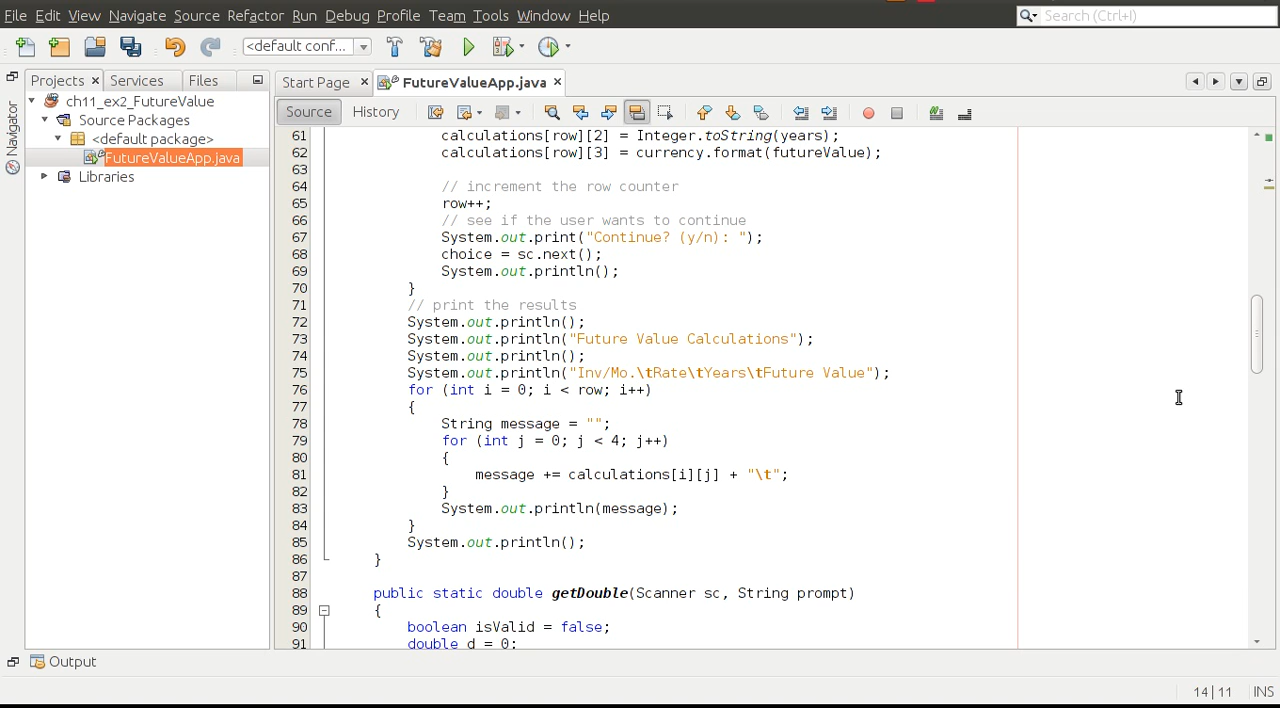 File Edit View Navigate Source Refactor Run Debug Profile Team Tools Window Help
Search (Ctrl+I)
<default conf...
Projects Services Files
Start Page FutureValueApp.java
Navigator
Source History
ch11_ex2_FutureValue
Source Packages
<default package>
FutureValueApp.java
Libraries
61 calculations[row][2] = Integer.toString(years);
62 calculations[row][3] = currency.format(futureValue);
63
64 // increment the row counter
65 row++;
66 // see if the user wants to continue
67 System.out.print("Continue? (y/n): ");
68 choice = sc.next();
69 System.out.println();
70 }
71 // print the results
72 System.out.println();
73 System.out.println("Future Value Calculations");
74 System.out.println();
75 System.out.println("Inv/Mo.\tRate\tYears\tFuture Value");
76 for (int i = 0; i < row; i++)
77 {
78 String message = "";
79 for (int j = 0; j < 4; j++)
80 {
81 message += calculations[i][j] + "\t";
82 }
83 System.out.println(message);
84 }
85 System.out.println();
86 }
87
88 public static double getDouble(Scanner sc, String prompt)
89 {
90 boolean isValid = false;
91 double d = 0;
Output
14|11 INS